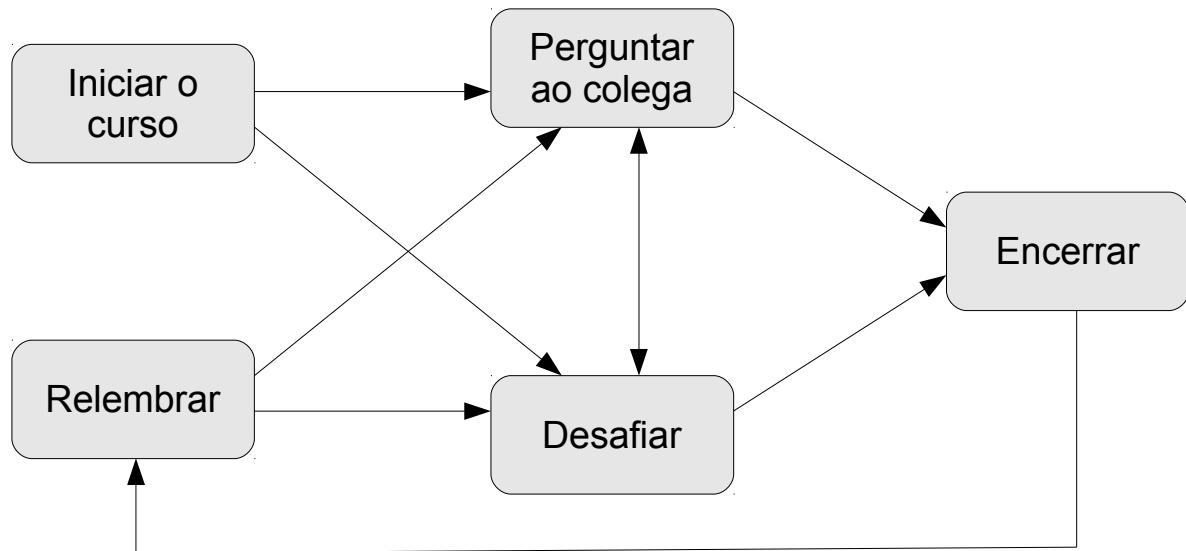 Iniciar o
curso
Perguntar
ao colega
Encerrar
Relembrar
Desafiar